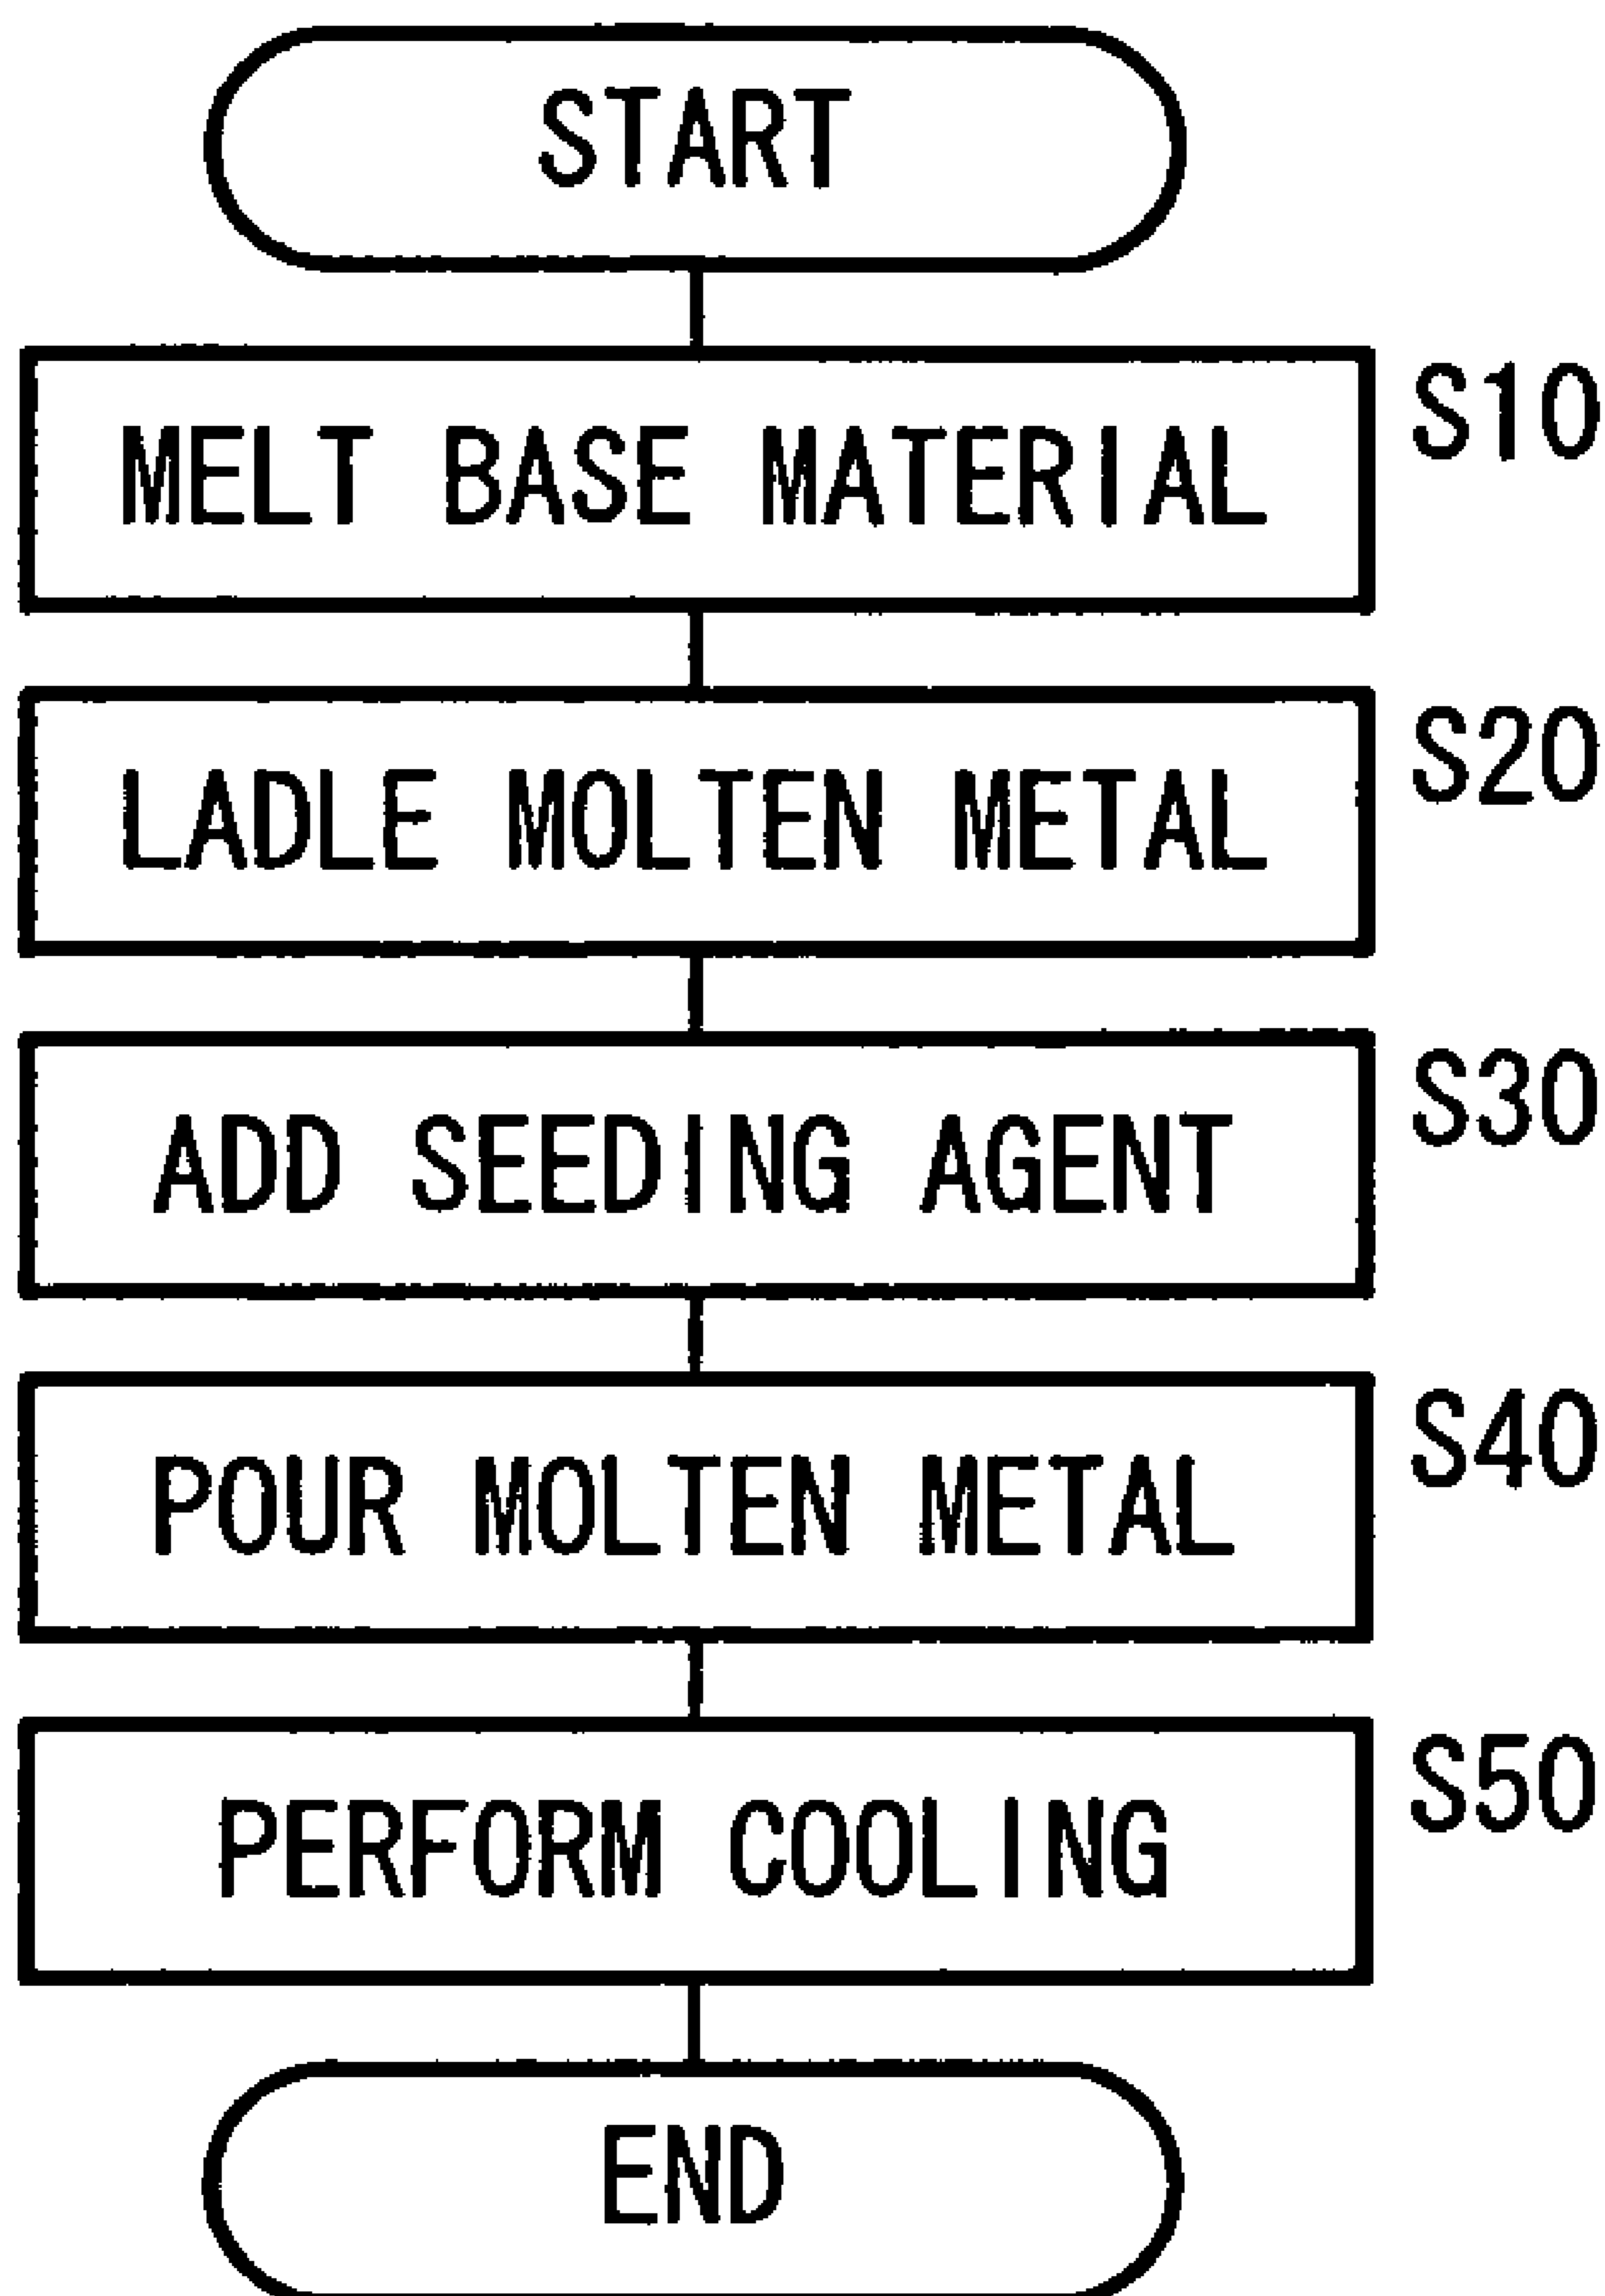 START
MELT BASE MATERIAL
S10
LADLE MOLTEN METAL
S20
ADD SEEDING AGENT
S30
POUR MOLTEN METAL
S40
PERFORM COOLING
S50
END